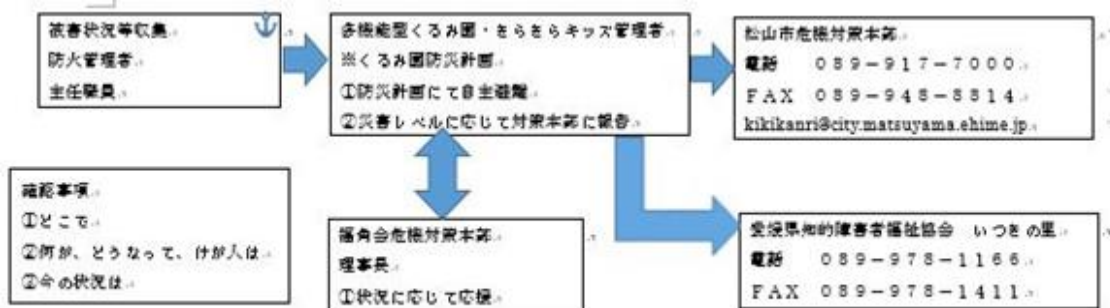 被害状況等収集
防火管理者
主任職員
多機能型くるみ園・きらきらキッズ管理者
※くるみ園防災計画
①防災計画にて自主避難
②災害レベルに応じて対策本部に報告
松山市危機対策本部
電話 089-917-7000
FAX 089-948-8814
kikikanri@city.matsuyama.ehime.jp
確認事項
①どこで
②何が、どうなって、けが人は
②今の状況は
福角会危機対策本部
理事長
①状況に応じて応援
愛媛県知的障害者福祉協会 いつきの里
電話 089-978-1166
FAX 089-978-1411